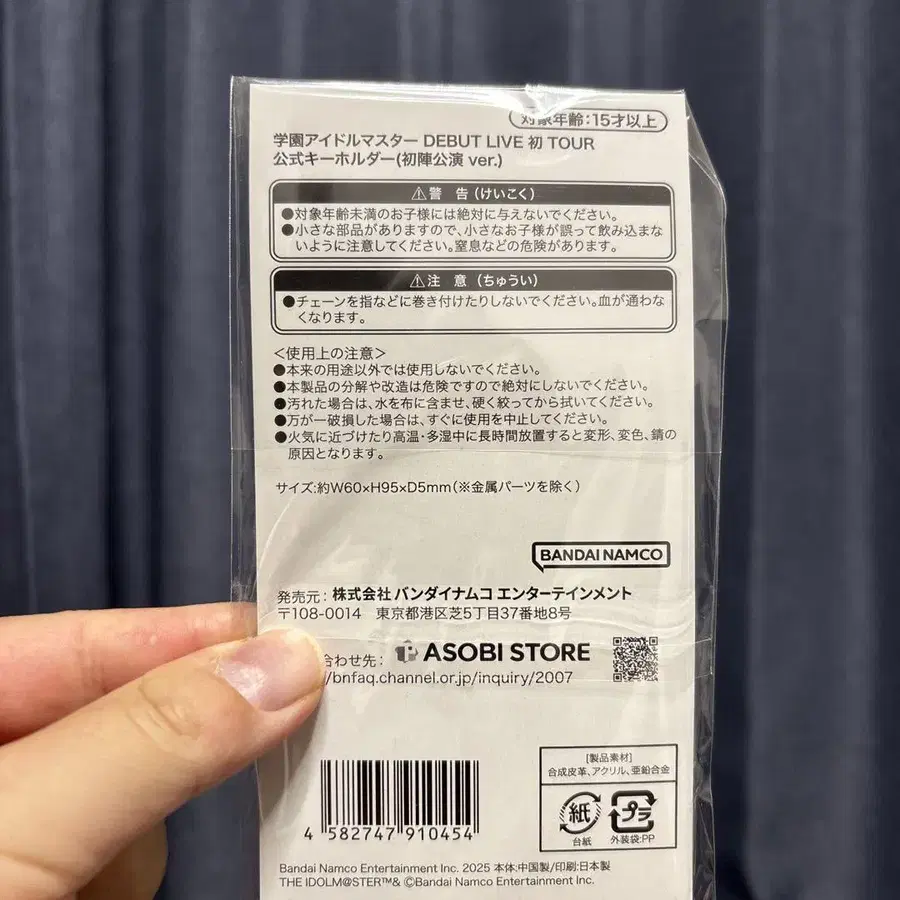 対象年齢:15才以上
学園アイドルマスター DEBUT LIVE 初 TOUR
公式キーホルダー(初陣公演 ver.)
⚠警 告(けいこく)
●対象年齢未満のお子様には絶対に与えないでください。
●小さな部品がありますので、小さなお子様が誤って飲み込まな
いように注意してください。窒息などの危険があります。
⚠注 意(ちゅうい)
●チェーンを指などに巻き付けたりしないでください。血が通わな
くなります。
<使用上の注意>
●本来の用途以外では使用しないでください。
●本製品の分解や改造は危険ですので絶対にしないでください。
●汚れた場合は、水を布に含ませ、硬く絞ってから拭いてください。
●万が一破損した場合は、すぐに使用を中止してください。
●火気に近づけたり高温・多湿中に長時間放置すると変形、変色、錆の
原因となります。
サイズ:約W60×H95×D5mm(※金属パーツを除く)
BANDAI NAMCO
発売元: 株式会社 バンダイナムコ エンターテインメント
〒108-0014 東京都港区芝5丁目37番地8号
合わせ先: ASOBI STORE
/bnfaq.channel.or.jp/inquiry/2007
[製品素材]
合成皮革、アクリル、亜鉛合金
紙
プラ
台紙
外装袋:PP
4 582747 910454
Bandai Namco Entertainment Inc. 2025 本体:中国製/印刷:日本製
THE IDOLM@STER™& ©Bandai Namco Entertainment Inc.